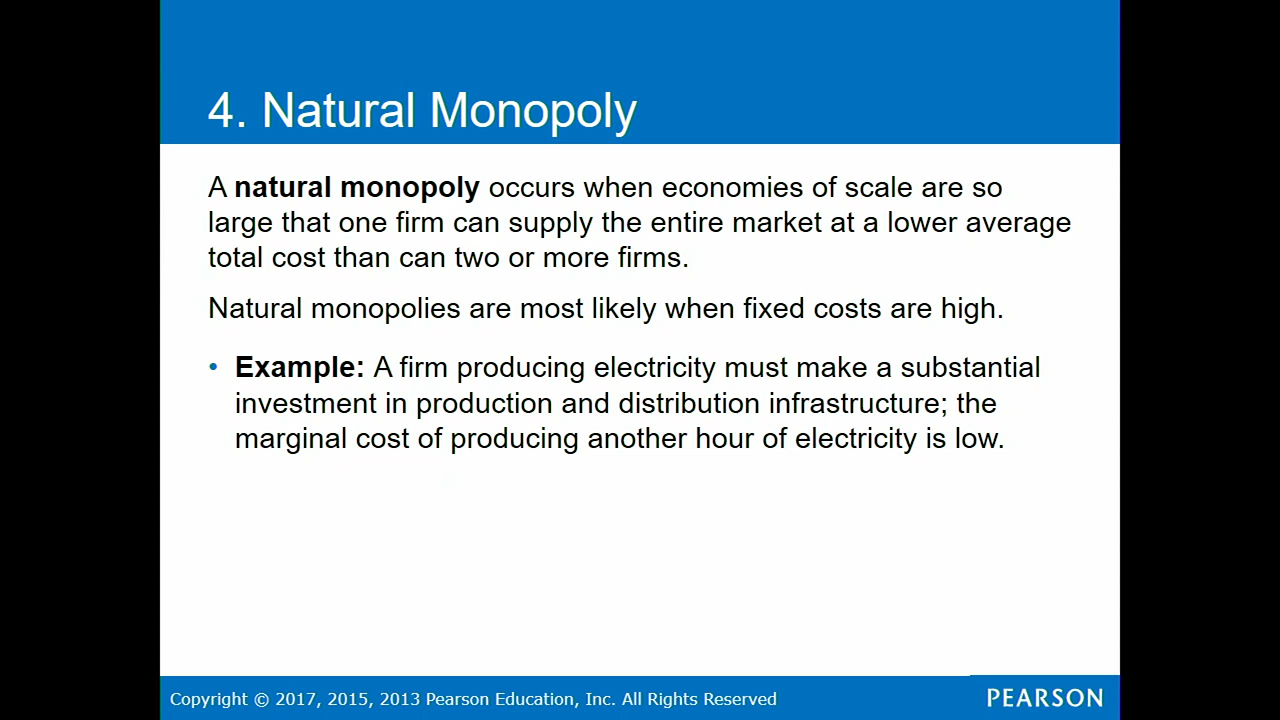 4. Natural Monopoly
A natural monopoly occurs when economies of scale are so
large that one firm can supply the entire market at a lower average
total cost than can two or more firms.
Natural monopolies are most likely when fixed costs are high.
• Example: A firm producing electricity must make a substantial
investment in production and distribution infrastructure; the
marginal cost of producing another hour of electricity is low.
Copyright © 2017, 2015, 2013 Pearson Education, Inc. All Rights Reserved
PEARSON